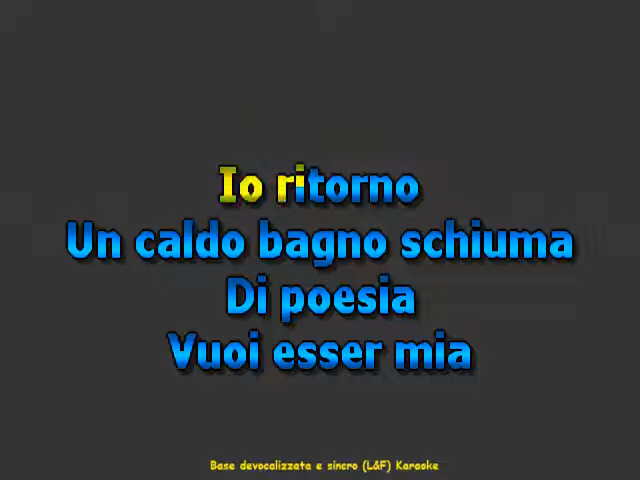 Io ritorno
Un caldo bagno schiuma
Di poesia
Vuoi esser mia
Base devocalizzata e sincro (L&F) Karaoke